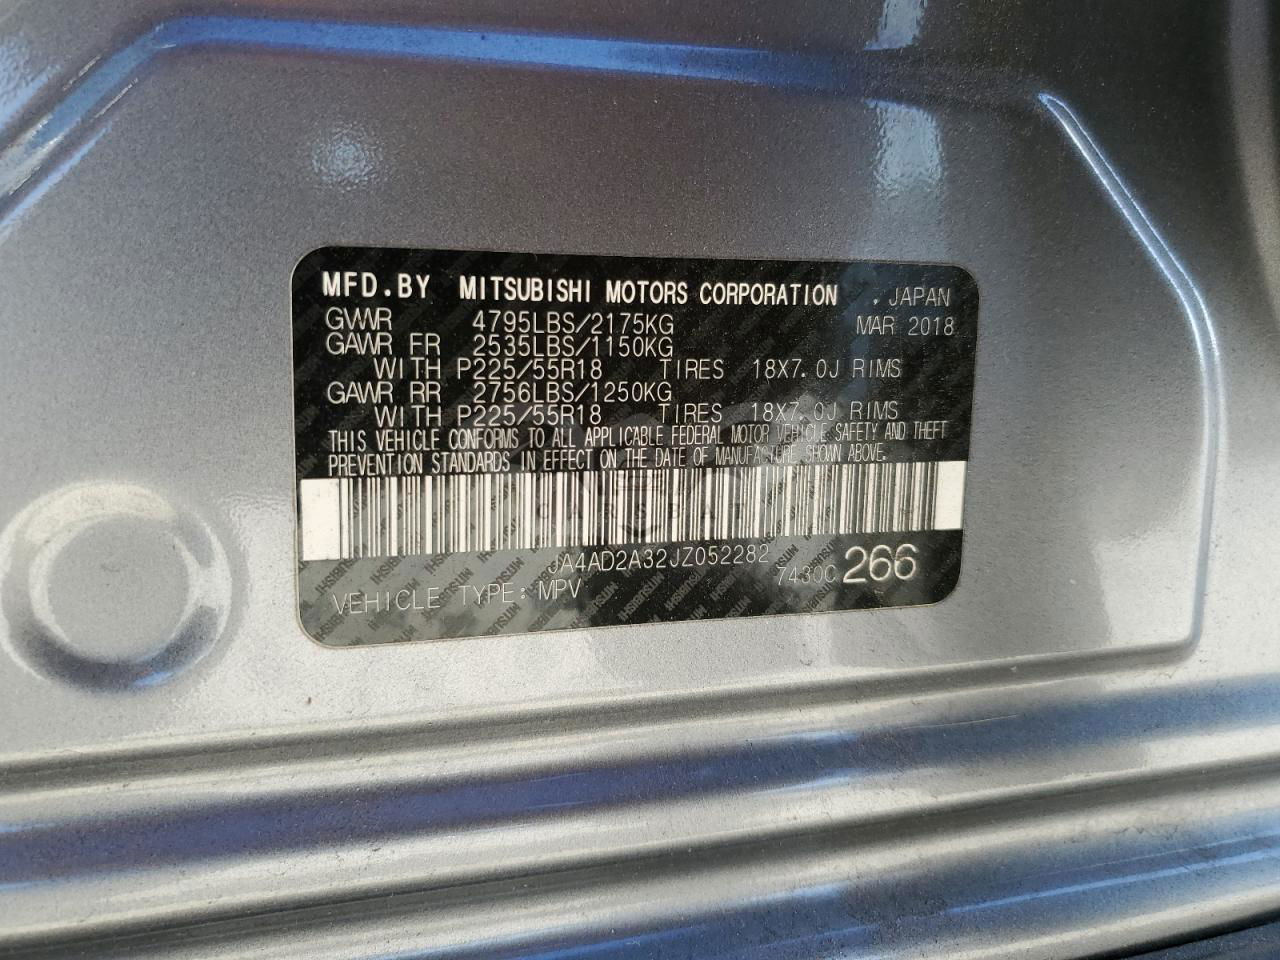 MFD.BY MITSUBISHI MOTORS CORPORATION . JAPAN
GVWR 4795LBS/2175KG MAR 2018
GAWR FR 2535LBS/1150KG
WITH P225/55R18 TIRES 18X7.0J RIMS
GAWR RR 2756LBS/1250KG
WITH P225/55R18 TIRES 18X7.0J RIMS
THIS VEHICLE CONFORMS TO ALL APPLICABLE FEDERAL MOTOR VEHICLE SAFETY AND THEFT
PREVENTION STANDARDS IN EFFECT ON THE DATE OF MANUFACTURE SHOWN ABOVE.
JA4AD2A32JZ052282
7430C 266
VEHICLE TYPE: MPV